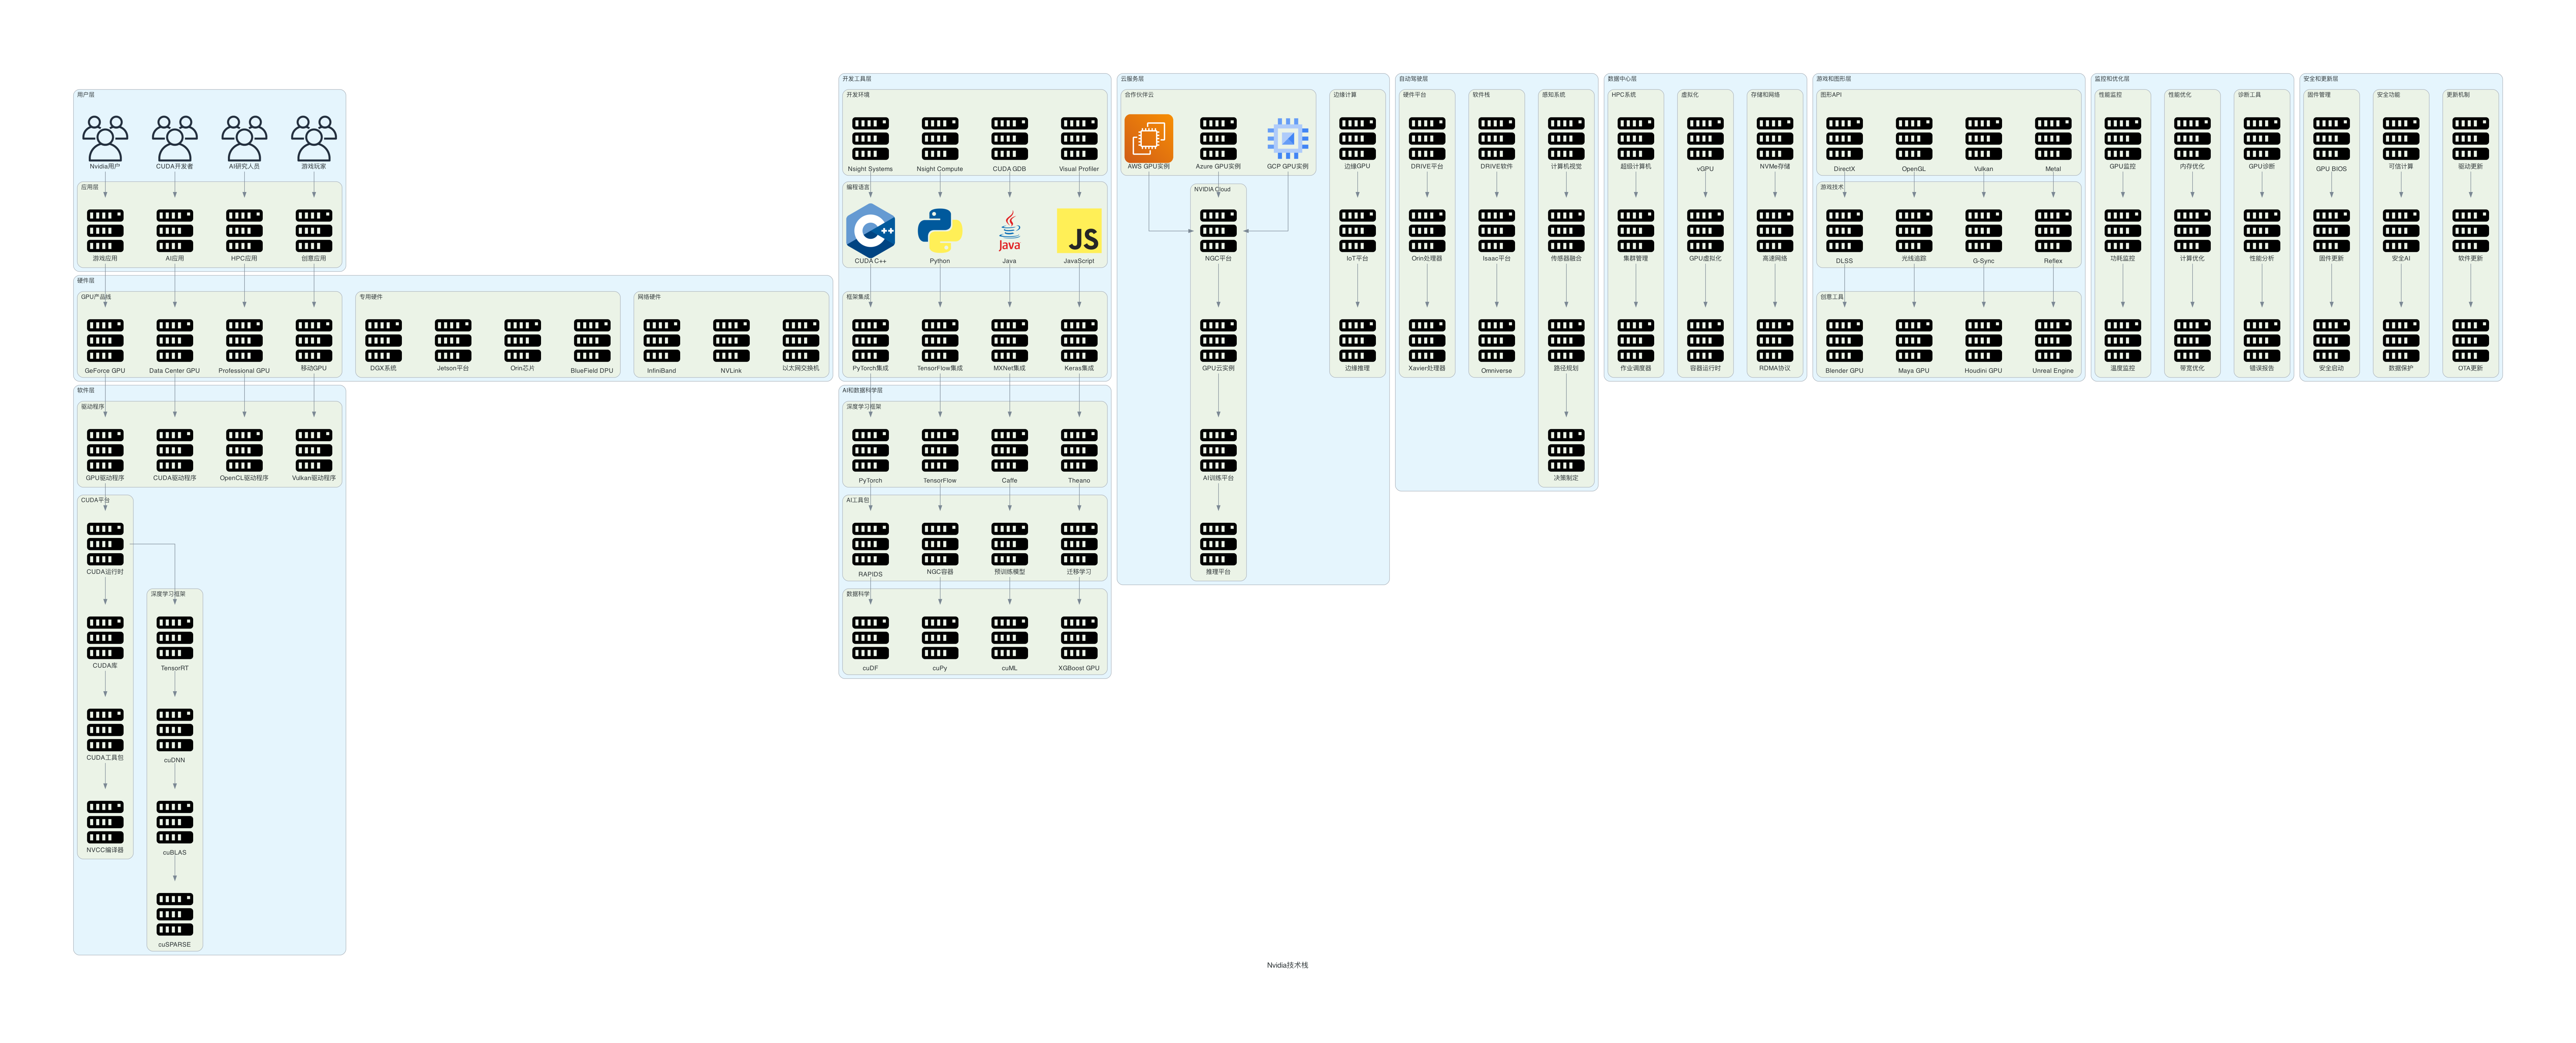 用户层
Nvidia用户
CUDA开发者
AI研究人员
游戏玩家
应用层
游戏应用
AI应用
HPC应用
创意应用
硬件层
GPU产品线
GeForce GPU
Data Center GPU
Professional GPU
移动GPU
专用硬件
DGX系统
Jetson平台
Orin芯片
BlueField DPU
网络硬件
InfiniBand
NVLink
以太网交换机
软件层
驱动程序
GPU驱动程序
CUDA驱动程序
OpenCL驱动程序
Vulkan驱动程序
CUDA平台
CUDA运行时
CUDA库
CUDA工具包
NVCC编译器
深度学习框架
TensorRT
cuDNN
cuBLAS
cuSPARSE
开发工具层
开发环境
Nsight Systems
Nsight Compute
CUDA GDB
Visual Profiler
编程语言
C++
Java
JS
CUDA C++
Python
Java
JavaScript
框架集成
PyTorch集成
TensorFlow集成
MXNet集成
Keras集成
AI和数据科学层
深度学习框架
PyTorch
TensorFlow
Caffe
Theano
AI工具包
RAPIDS
NGC容器
预训练模型
迁移学习
数据科学
cuDF
cuPy
cuML
XGBoost GPU
云服务层
合作伙伴云
AWS GPU实例
Azure GPU实例
GCP GPU实例
NVIDIA Cloud
NGC平台
GPU云实例
AI训练平台
推理平台
边缘计算
边缘GPU
IoT平台
边缘推理
自动驾驶层
硬件平台
DRIVE平台
Orin处理器
Xavier处理器
软件栈
DRIVE软件
Isaac平台
Omniverse
感知系统
计算机视觉
传感器融合
路径规划
决策制定
数据中心层
HPC系统
超级计算机
集群管理
作业调度器
虚拟化
vGPU
GPU虚拟化
容器运行时
存储和网络
NVMe存储
高速网络
RDMA协议
游戏和图形层
图形API
DirectX
OpenGL
Vulkan
Metal
游戏技术
DLSS
光线追踪
G-Sync
Reflex
创意工具
Blender GPU
Maya GPU
Houdini GPU
Unreal Engine
监控和优化层
性能监控
GPU监控
功耗监控
温度监控
性能优化
内存优化
计算优化
带宽优化
诊断工具
GPU诊断
性能分析
错误报告
安全和更新层
固件管理
GPU BIOS
固件更新
安全启动
安全功能
可信计算
安全AI
数据保护
更新机制
驱动更新
软件更新
OTA更新
Nvidia技术栈